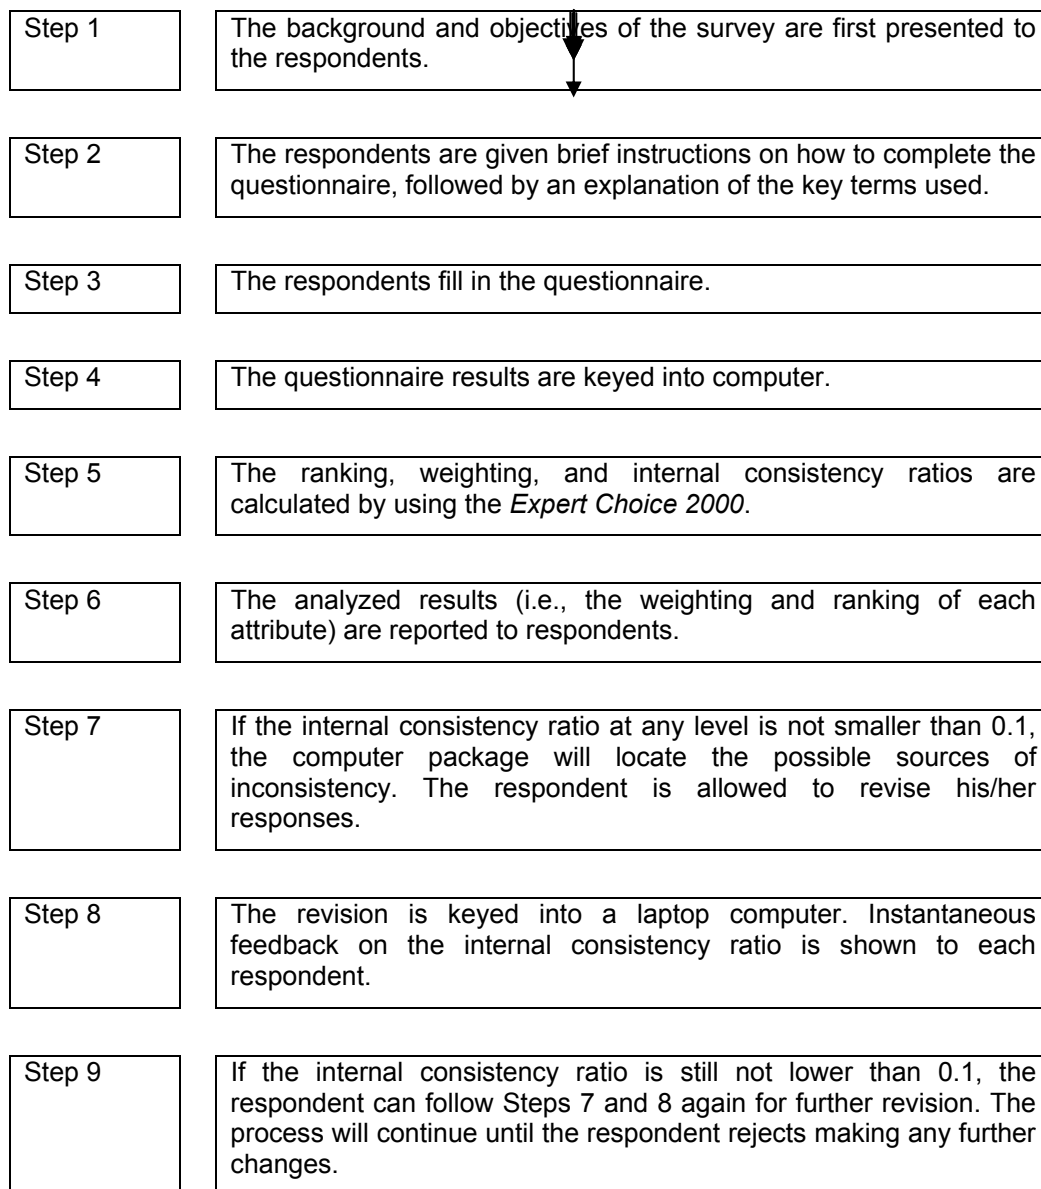 Step 1
The background and objectives of the survey are first presented to
the respondents.
Step 2
The respondents are given brief instructions on how to complete the
questionnaire, followed by an explanation of the key terms used.
Step 3
The respondents fill in the questionnaire.
Step 4
The questionnaire results are keyed into computer.
Step 5
The ranking, weighting, and internal consistency ratios are
calculated by using the Expert Choice 2000.
Step 6
The analyzed results (i.e., the weighting and ranking of each
attribute) are reported to respondents.
Step 7
If the internal consistency ratio at any level is not smaller than 0.1,
the computer package will locate the possible sources of
inconsistency. The respondent is allowed to revise his/her
responses.
Step 8
The revision is keyed into a laptop computer. Instantaneous
feedback on the internal consistency ratio is shown to each
respondent.
Step 9
If the internal consistency ratio is still not lower than 0.1, the
respondent can follow Steps 7 and 8 again for further revision. The
process will continue until the respondent rejects making any further
changes.